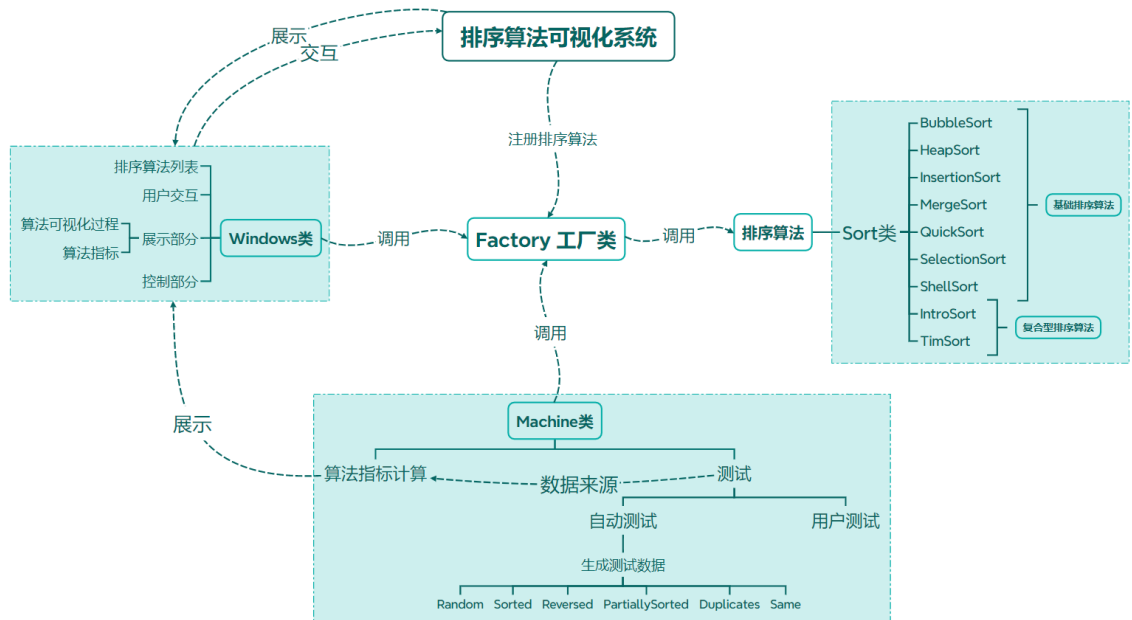 排序算法可视化系统
展示
交互
注册排序算法
排序算法列表
用户交互
算法可视化过程
算法指标
展示部分
控制部分
Windows类
调用
Factory 工厂类
调用
排序算法
Sort类
BubbleSort
HeapSort
InsertionSort
MergeSort
QuickSort
SelectionSort
ShellSort
IntroSort
TimSort
基础排序算法
复合型排序算法
调用
展示
Machine类
算法指标计算
数据来源
测试
自动测试
用户测试
生成测试数据
Random
Sorted
Reversed
PartiallySorted
Duplicates
Same